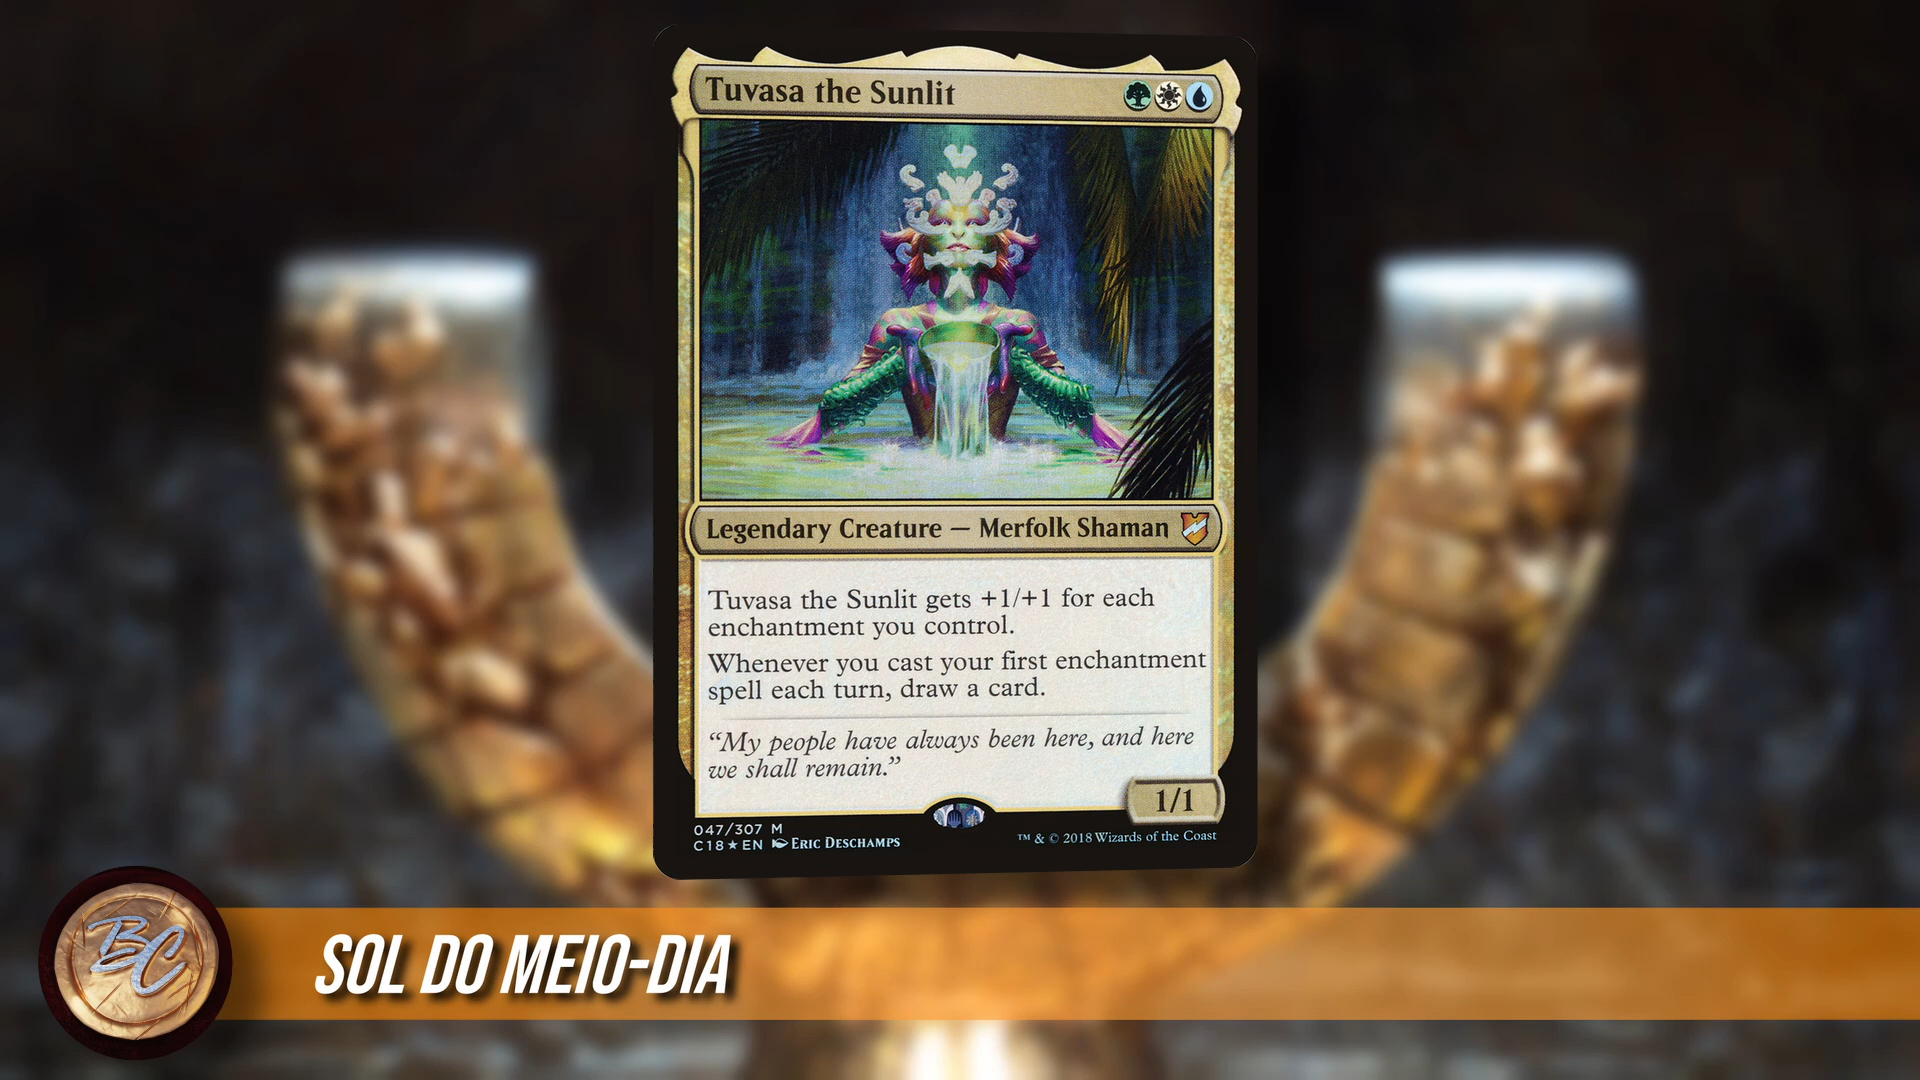 Tuvasa the Sunlit
Legendary Creature — Merfolk Shaman
Tuvasa the Sunlit gets +1/+1 for each
enchantment you control.
Whenever you cast your first enchantment
spell each turn, draw a card.
“My people have always been here, and here
we shall remain.”
1/1
047/307 M
C18★EN Eric Deschamps
™ & © 2018 Wizards of the Coast
BC
SOL DO MEIO-DIA